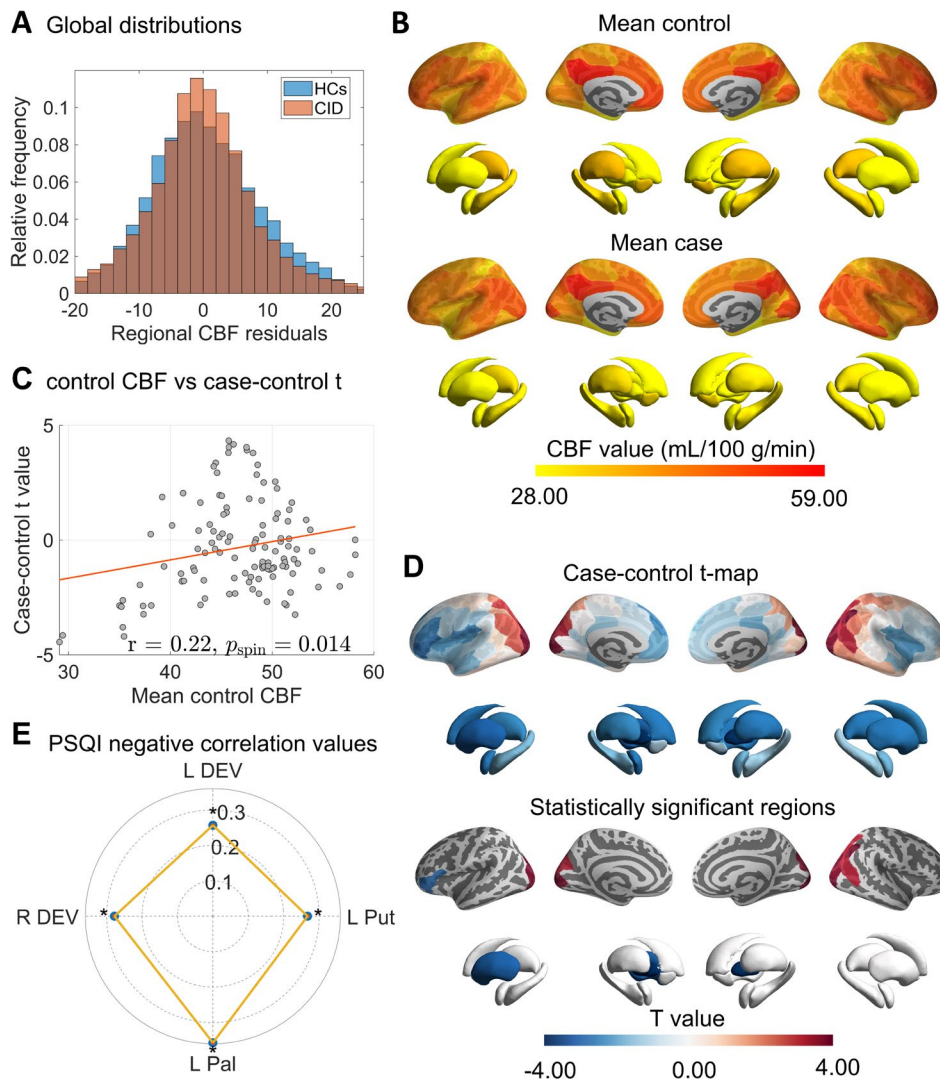 A Global distributions
HCs
CID
Relative frequency
0.1
0.08
0.06
0.04
0.02
0
-20 -10 0 10 20
Regional CBF residuals
B
Mean control
Mean case
CBF value (mL/100 g/min)
28.00 59.00
C control CBF vs case-control t
Case-control t value
5
0
-5
r = 0.22, p_spin = 0.014
30 40 50 60
Mean control CBF
D
Case-control t-map
Statistically significant regions
T value
-4.00 0.00 4.00
E PSQI negative correlation values
L DEV
*
0.3
0.2
0.1
R DEV * * L Put
*
L Pal